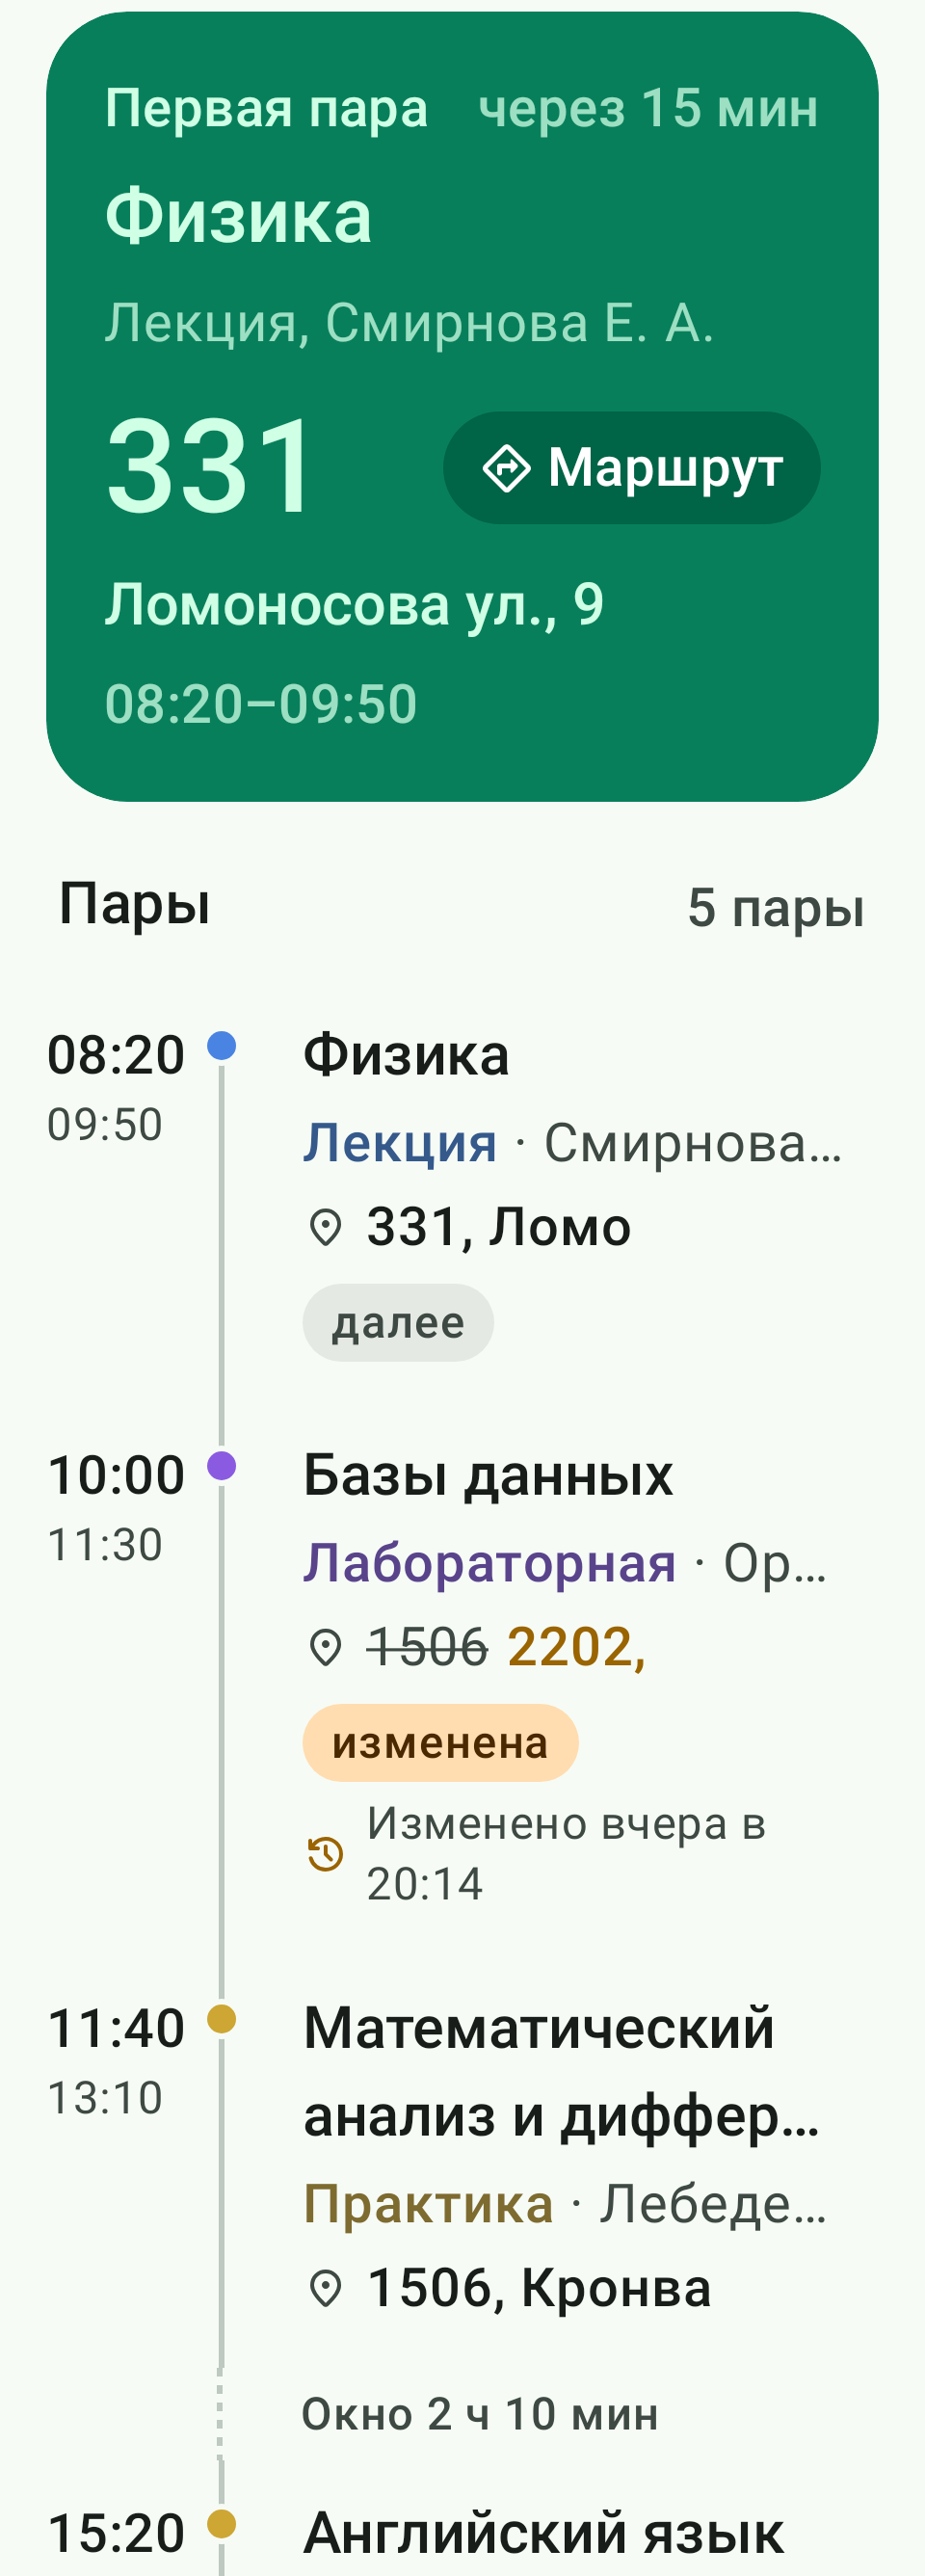 Первая пара через 15 мин
Физика
Лекция, Смирнова Е. А.
331 Маршрут
Ломоносова ул., 9
08:20–09:50
Пары 5 пары
08:20 Физика
09:50 Лекция · Смирнова…
331, Ломо
далее
10:00 Базы данных
11:30 Лабораторная · Ор…
1506 2202,
изменена
Изменено вчера в
20:14
11:40 Математический
13:10 анализ и диффер…
Практика · Лебеде…
1506, Кронва
Окно 2 ч 10 мин
15:20 Английский язык